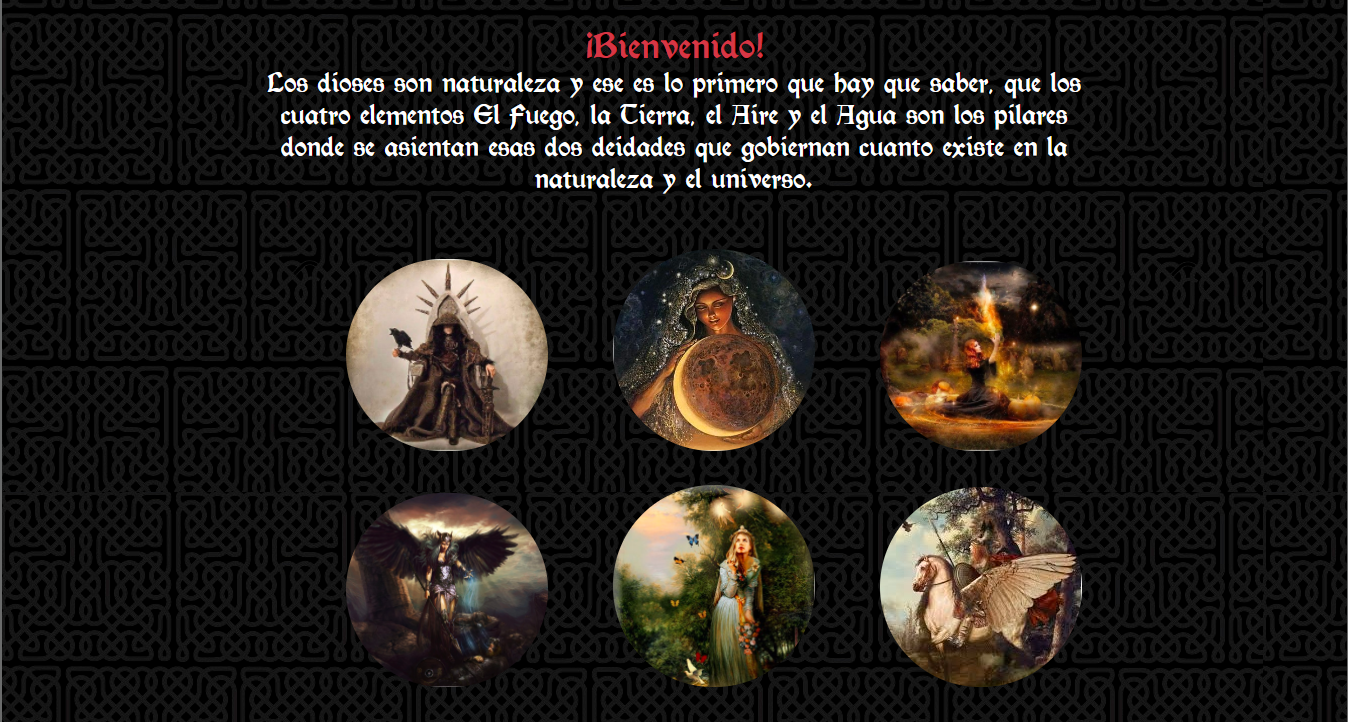 ¡Bienvenido!
Los dioses son naturaleza y ese es lo primero que hay que saber, que los
cuatro elementos El Fuego, la Tierra, el Aire y el Agua son los pilares
donde se asientan esas dos deidades que gobiernan cuanto existe en la
naturaleza y el universo.